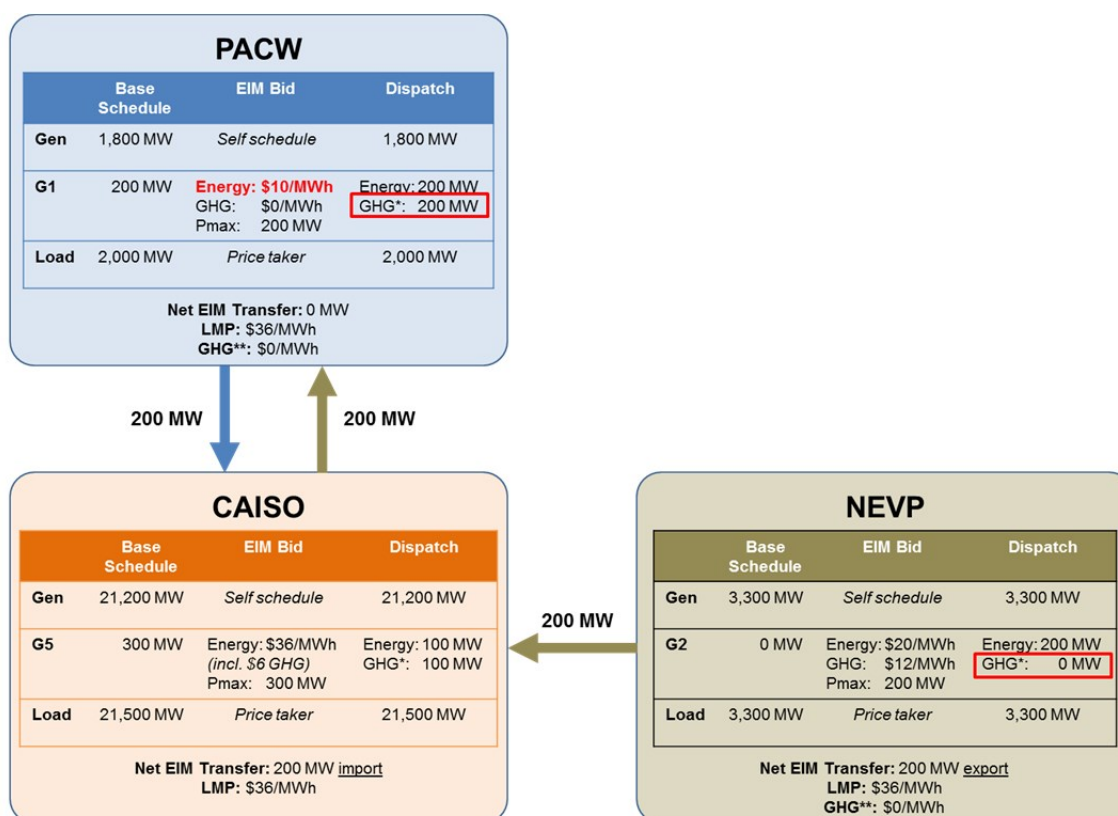 PACW
Base Schedule EIM Bid Dispatch
Gen 1,800 MW Self schedule 1,800 MW
G1 200 MW Energy: $10/MWh Energy: 200 MW
GHG: $0/MWh GHG*: 200 MW
Pmax: 200 MW
Load 2,000 MW Price taker 2,000 MW
Net EIM Transfer: 0 MW
LMP: $36/MWh
GHG**: $0/MWh
200 MW 200 MW
CAISO
Base Schedule EIM Bid Dispatch
Gen 21,200 MW Self schedule 21,200 MW
G5 300 MW Energy: $36/MWh Energy: 100 MW
(incl. $6 GHG) GHG*: 100 MW
Pmax: 300 MW
Load 21,500 MW Price taker 21,500 MW
Net EIM Transfer: 200 MW import
LMP: $36/MWh
200 MW
NEVP
Base Schedule EIM Bid Dispatch
Gen 3,300 MW Self schedule 3,300 MW
G2 0 MW Energy: $20/MWh Energy: 200 MW
GHG: $12/MWh GHG*: 0 MW
Pmax: 200 MW
Load 3,300 MW Price taker 3,300 MW
Net EIM Transfer: 200 MW export
LMP: $36/MWh
GHG**: $0/MWh